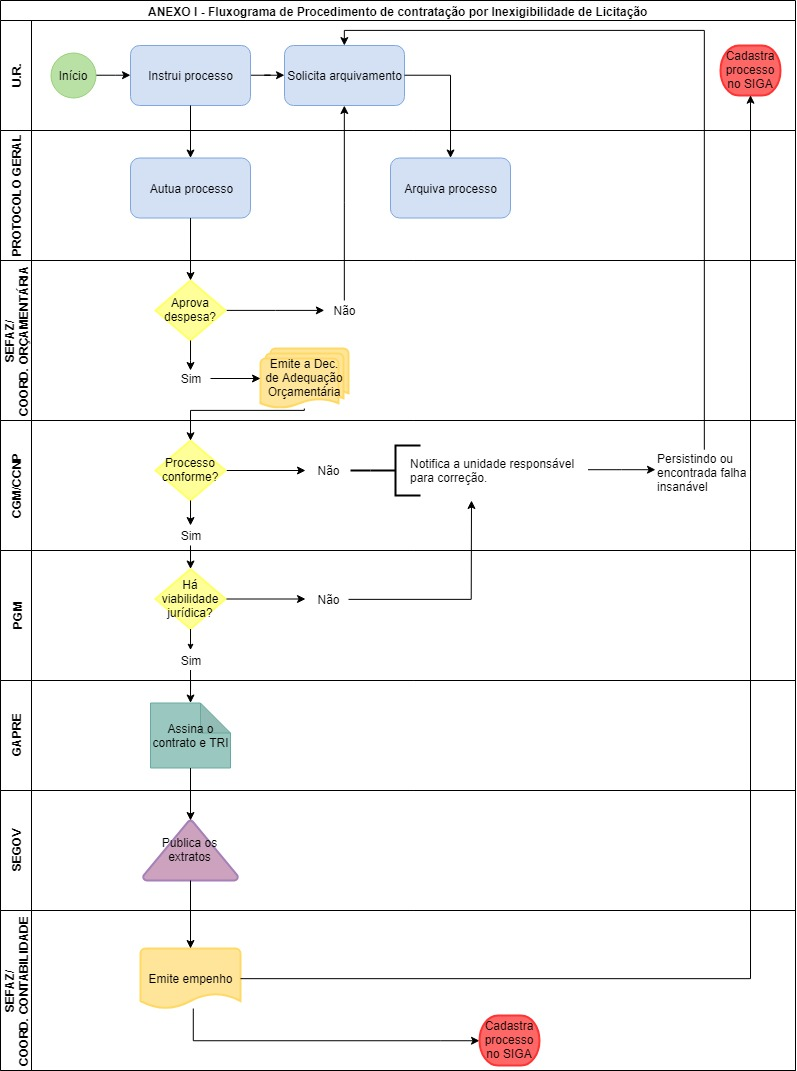 ANEXO I - Fluxograma de Procedimento de contratação por Inexigibilidade de Licitação
U.R.
Início
Instrui processo
Solicita arquivamento
Cadastra
processo
no SIGA
PROTOCOLO GERAL
Autua processo
Arquiva processo
SEFAZ/
COORD. ORÇAMENTÁRIA
Aprova
despesa?
Não
Sim
Emite a Dec.
de Adequação
Orçamentária
CGM/CCNP
Processo
conforme?
Não
Notifica a unidade responsável
para correção.
Persistindo ou
encontrada falha
insanável
Sim
PGM
Há
viabilidade
jurídica?
Não
Sim
GAPRE
Assina o
contrato e TRI
SEGOV
Publica os
extratos
SEFAZ/
COORD. CONTABILIDADE
Emite empenho
Cadastra
processo
no SIGA